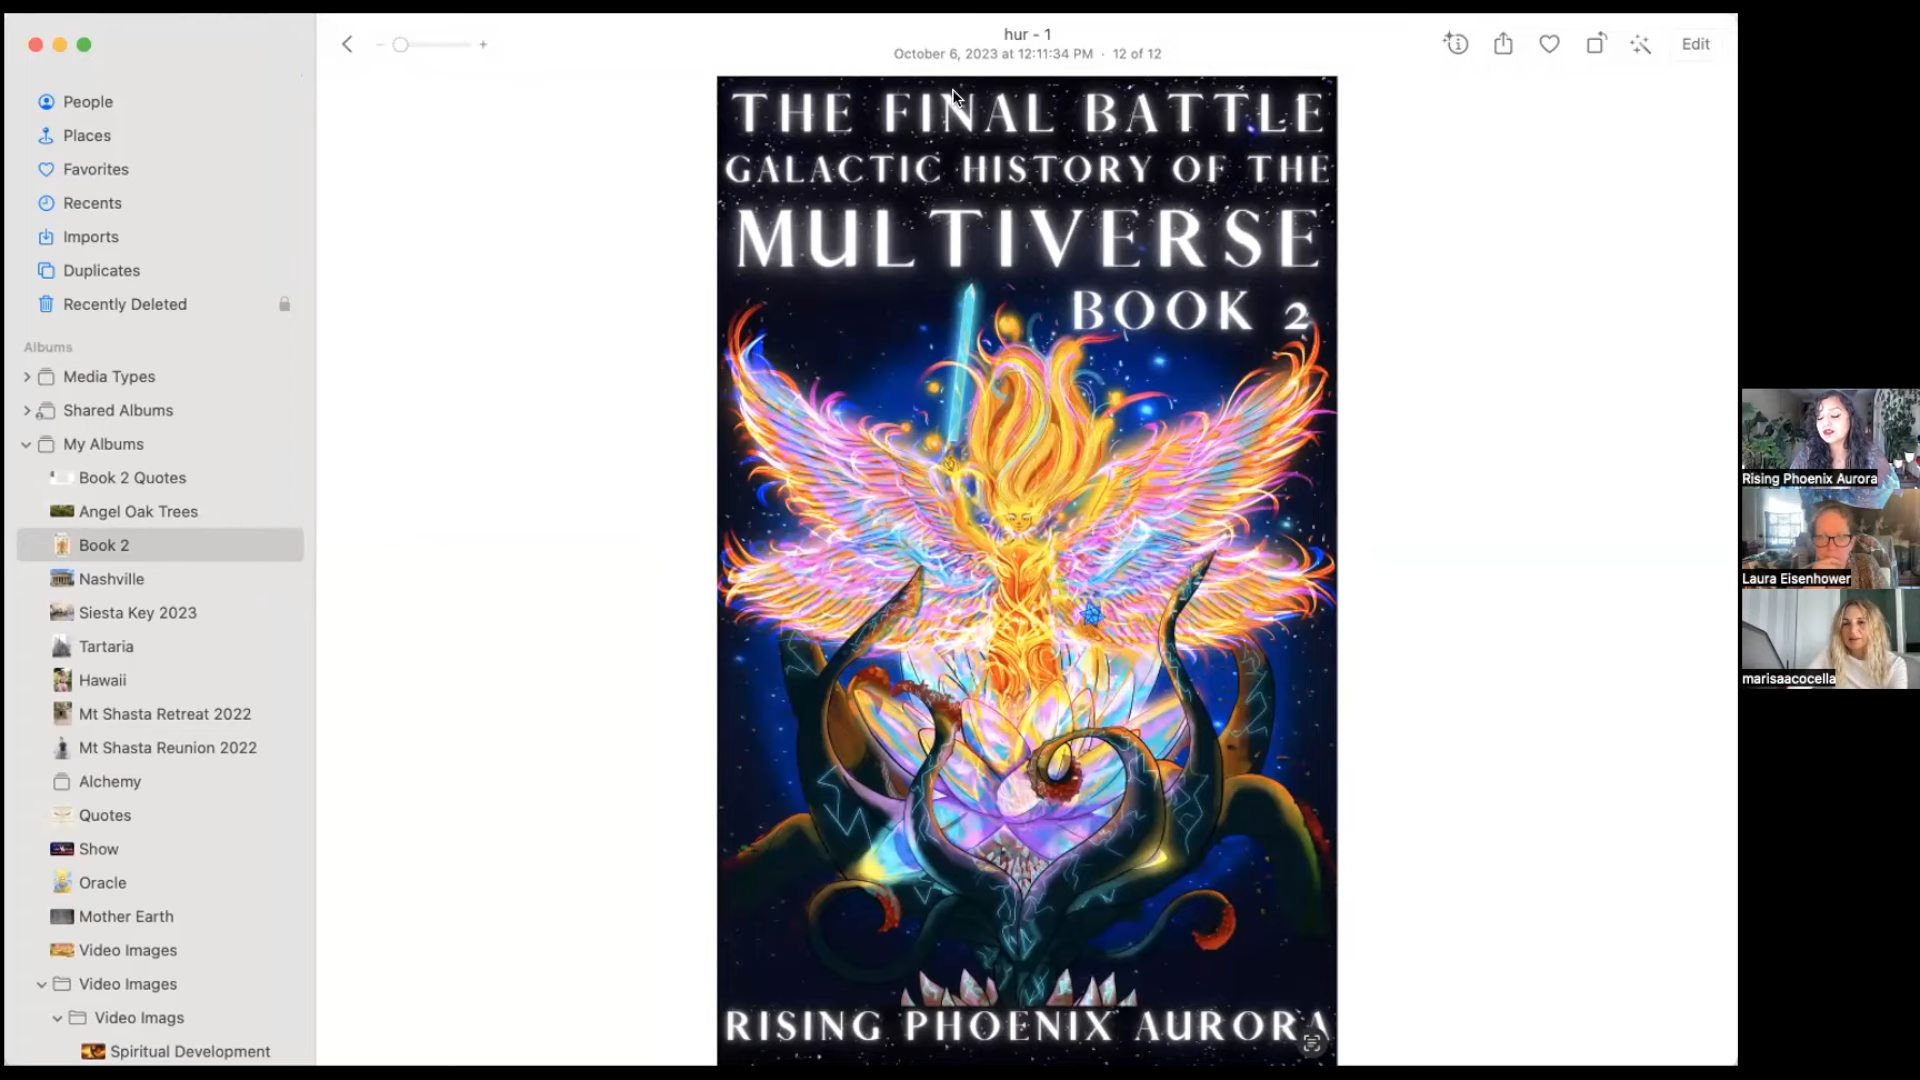 hur - 1
October 6, 2023 at 12:11:34 PM · 12 of 12
Edit
People
Places
Favorites
Recents
Imports
Duplicates
Recently Deleted
Albums
Media Types
Shared Albums
My Albums
Book 2 Quotes
Angel Oak Trees
Book 2
Nashville
Siesta Key 2023
Tartaria
Hawaii
Mt Shasta Retreat 2022
Mt Shasta Reunion 2022
Alchemy
Quotes
Show
Oracle
Mother Earth
Video Images
Video Images
Video Imags
Spiritual Development
THE FINAL BATTLE
GALACTIC HISTORY OF THE
MULTIVERSE
BOOK 2
RISING PHOENIX AURORA
Rising Phoenix Aurora
Laura Eisenhower
marisaacocella